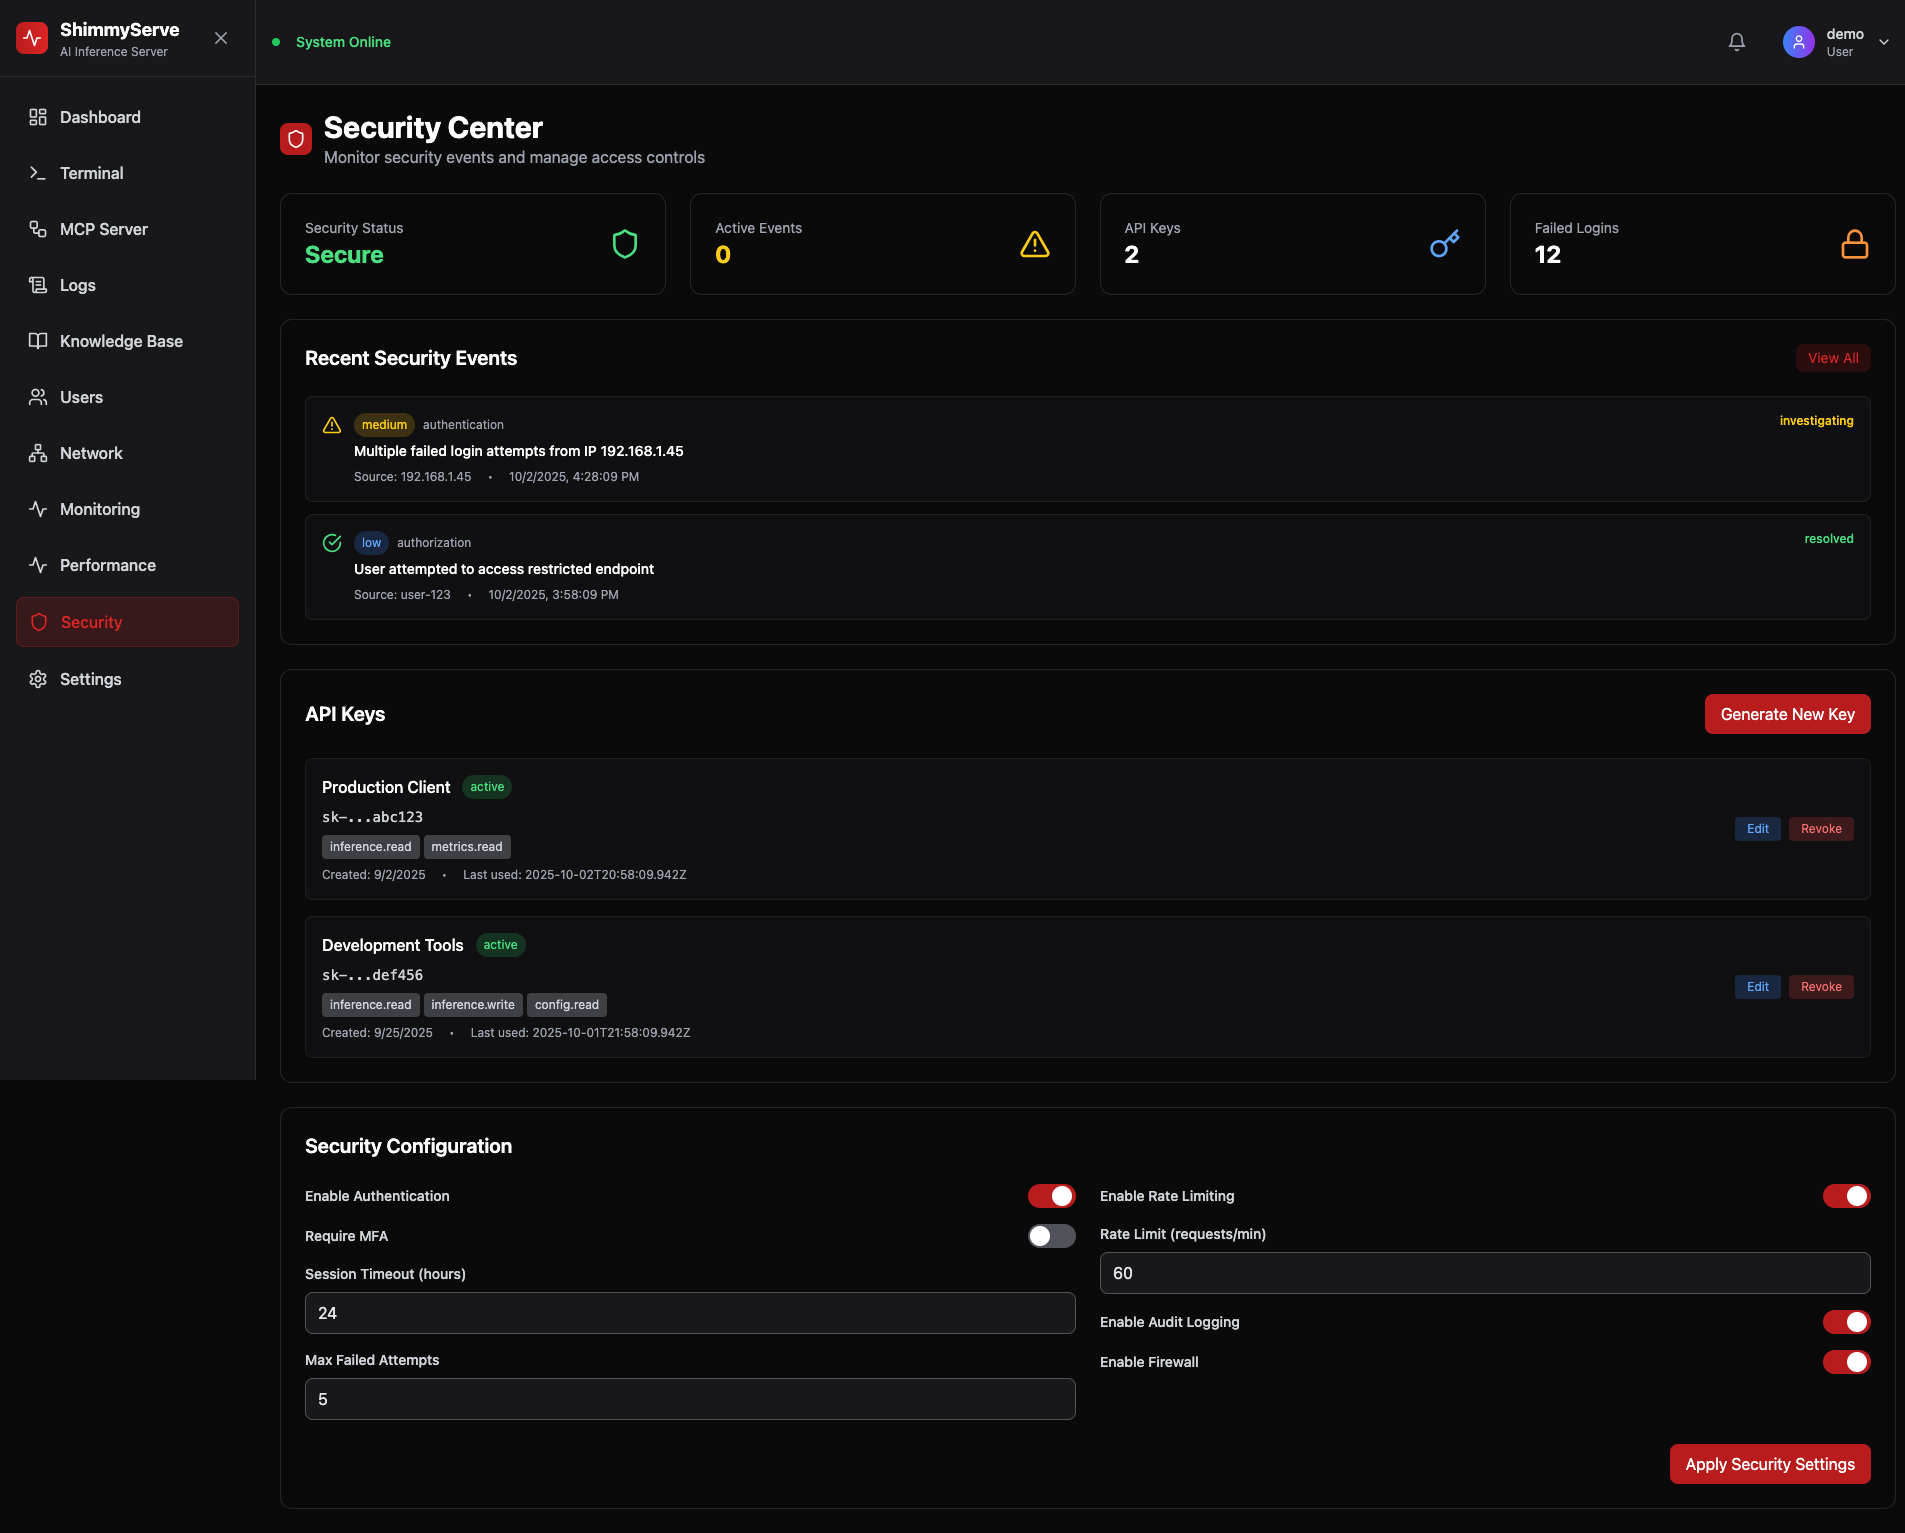 ShimmyServe
AI Inference Server
System Online
demo
User
Dashboard
Terminal
MCP Server
Logs
Knowledge Base
Users
Network
Monitoring
Performance
Security
Settings
Security Center
Monitor security events and manage access controls
Security Status
Secure
Active Events
0
API Keys
2
Failed Logins
12
Recent Security Events
View All
medium authentication
investigating
Multiple failed login attempts from IP 192.168.1.45
Source: 192.168.1.45 • 10/2/2025, 4:28:09 PM
low authorization
resolved
User attempted to access restricted endpoint
Source: user-123 • 10/2/2025, 3:58:09 PM
API Keys
Generate New Key
Production Client active
sk-...abc123
inference.read metrics.read
Created: 9/2/2025 • Last used: 2025-10-02T20:58:09.942Z
Edit Revoke
Development Tools active
sk-...def456
inference.read inference.write config.read
Created: 9/25/2025 • Last used: 2025-10-01T21:58:09.942Z
Edit Revoke
Security Configuration
Enable Authentication
Require MFA
Session Timeout (hours)
24
Max Failed Attempts
5
Enable Rate Limiting
Rate Limit (requests/min)
60
Enable Audit Logging
Enable Firewall
Apply Security Settings